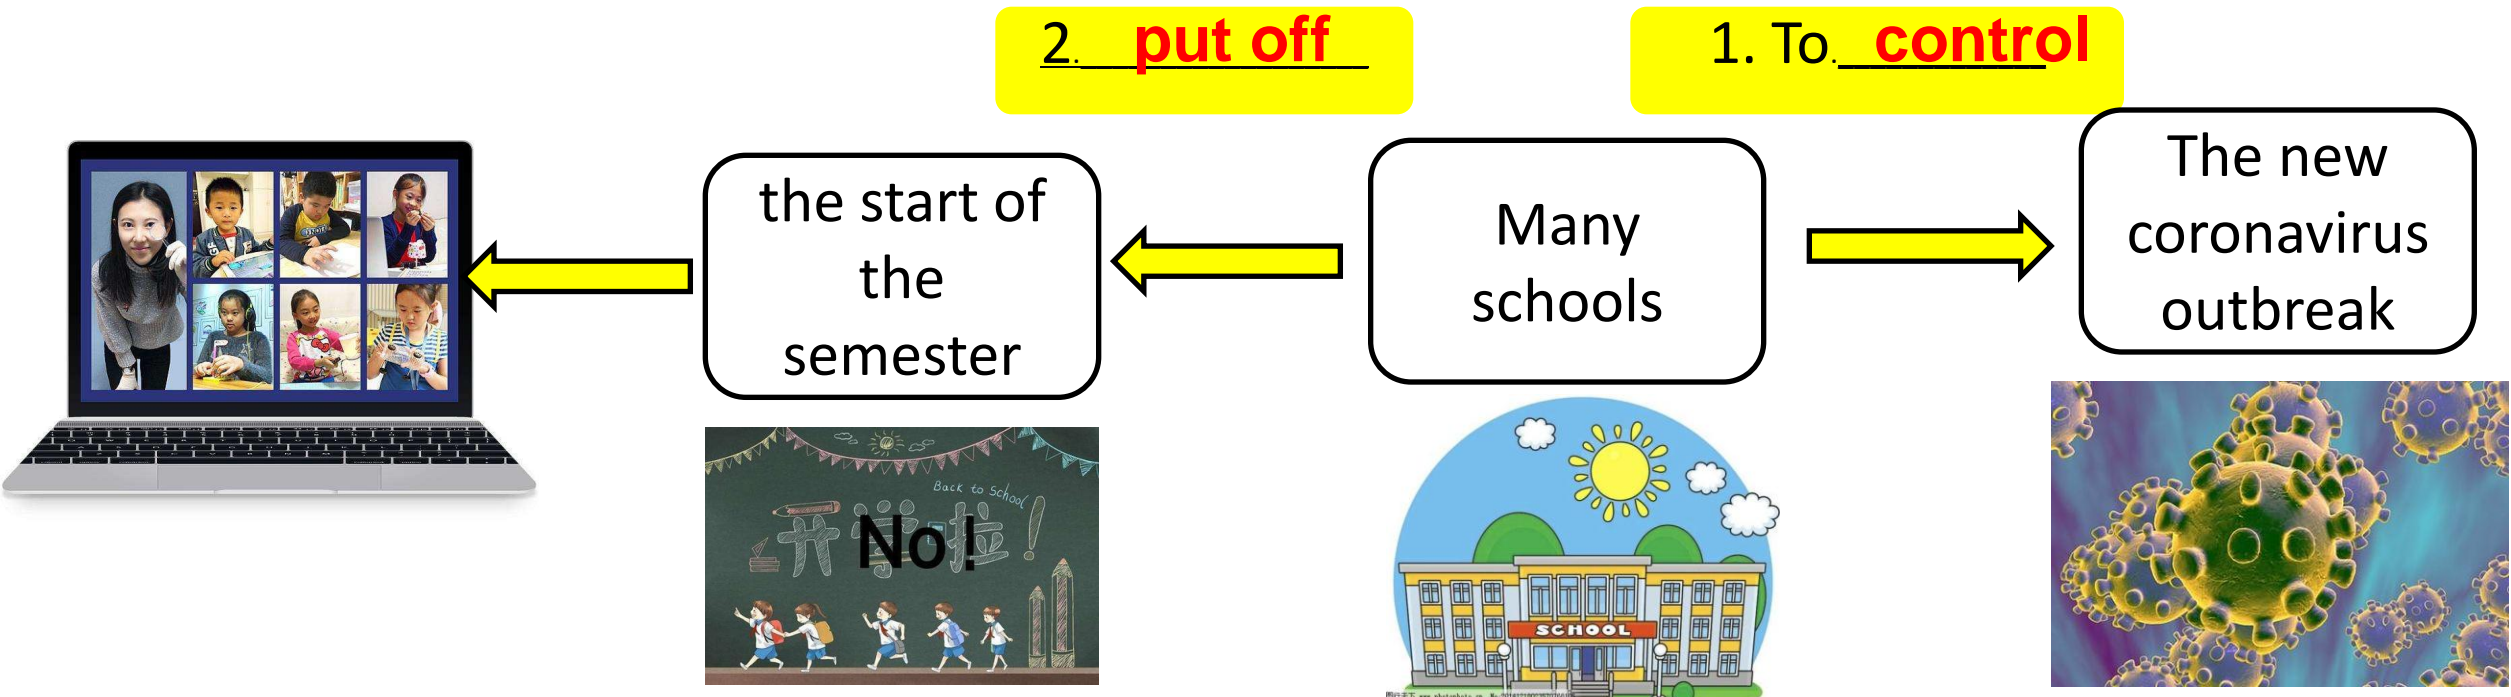 2. put off
1. To. control
the start of
the
semester
Many
schools
The new
coronavirus
outbreak
Back to School
开学啦!
No!
SCHOOL